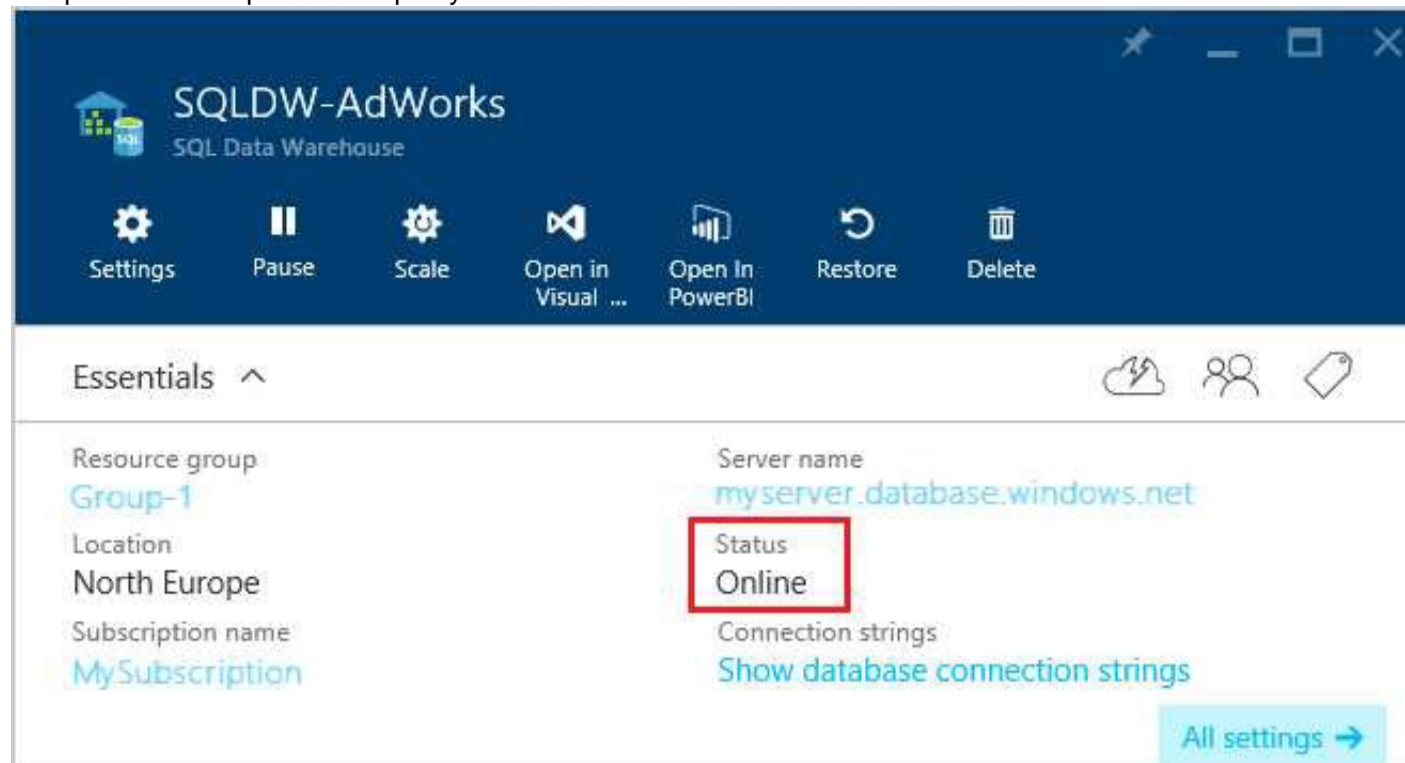 SQLDW-AdWorks
SQL Data Warehouse
SQL
Settings
Pause
Scale
Open in
Visual ...
Open In
PowerBI
Restore
Delete
Essentials
Resource group
Group-1
Server name
myserver.database.windows.net
Location
North Europe
Status
Online
Subscription name
MySubscription
Connection strings
Show database connection strings
All settings →